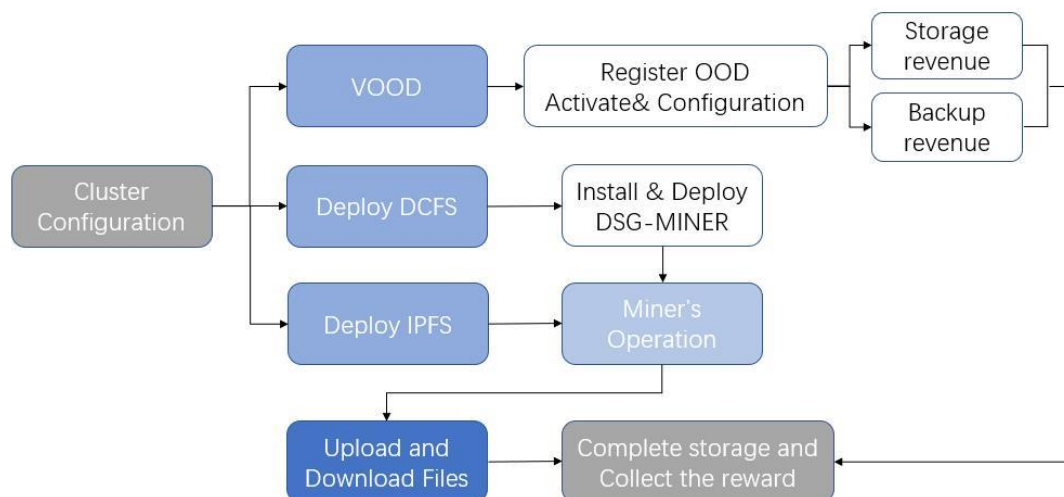 VOOD
Register OOD
Activate& Configuration
Storage
revenue
Backup
revenue
Cluster
Configuration
Deploy DCFS
Install & Deploy
DSG-MINER
Deploy IPFS
Miner's
Operation
Upload and
Download Files
Complete storage and
Collect the reward